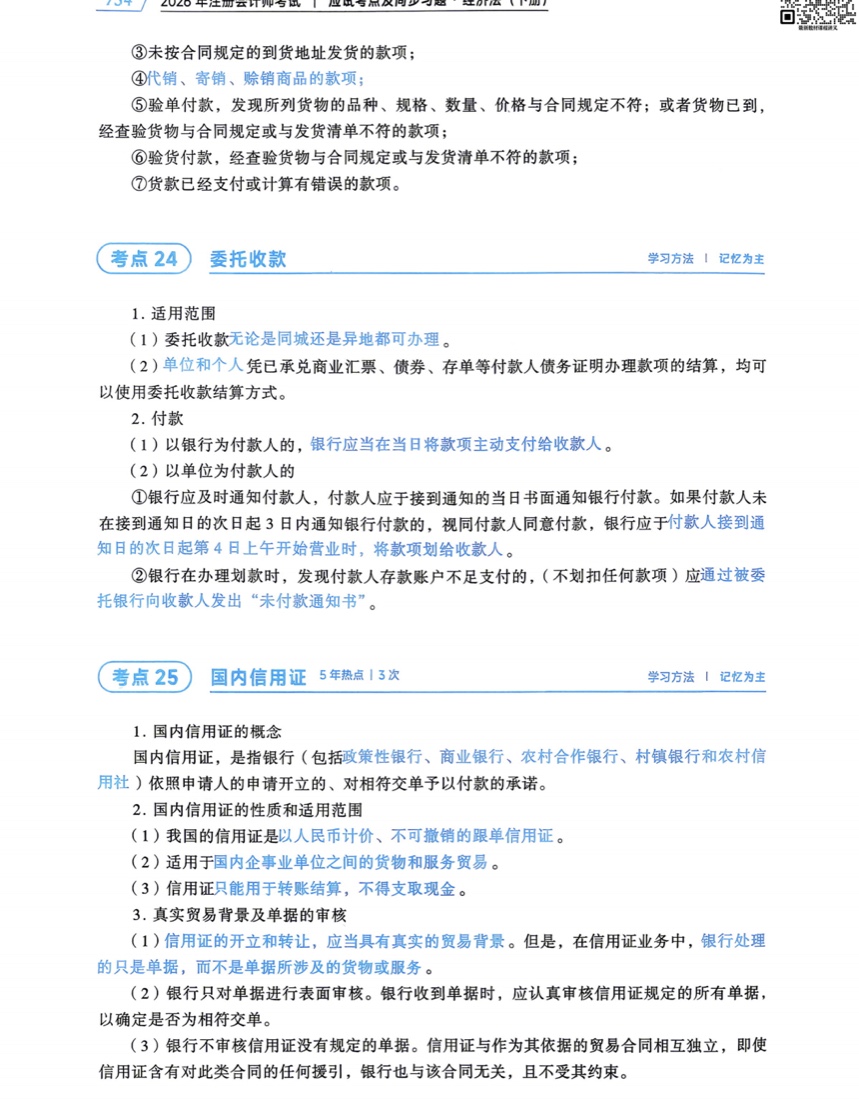 734 2026 年注册会计师考试 | 应试考点及同步习题·经济法(下册)
③未按合同规定的到货地址发货的款项；
④代销、寄销、赊销商品的款项；
⑤验单付款，发现所列货物的品种、规格、数量、价格与合同规定不符；或者货物已到，
经查验货物与合同规定或与发货清单不符的款项；
⑥验货付款，经查验货物与合同规定或与发货清单不符的款项；
⑦货款已经支付或计算有错误的款项。
考点 24 委托收款 学习方法 | 记忆为主
1. 适用范围
（1）委托收款无论是同城还是异地都可办理。
（2）单位和个人凭已承兑商业汇票、债券、存单等付款人债务证明办理款项的结算，均可
以使用委托收款结算方式。
2. 付款
（1）以银行为付款人的，银行应当在当日将款项主动支付给收款人。
（2）以单位为付款人的
①银行应及时通知付款人，付款人应于接到通知的当日书面通知银行付款。如果付款人未
在接到通知日的次日起 3 日内通知银行付款的，视同付款人同意付款，银行应于付款人接到通
知日的次日起第 4 日上午开始营业时，将款项划给收款人。
②银行在办理划款时，发现付款人存款账户不足支付的，（不划扣任何款项）应通过被委
托银行向收款人发出“未付款通知书”。
考点 25 国内信用证 5 年热点 | 3 次 学习方法 | 记忆为主
1. 国内信用证的概念
国内信用证，是指银行（包括政策性银行、商业银行、农村合作银行、村镇银行和农村信
用社）依照申请人的申请开立的、对相符交单予以付款的承诺。
2. 国内信用证的性质和适用范围
（1）我国的信用证是以人民币计价、不可撤销的跟单信用证。
（2）适用于国内企事业单位之间的货物和服务贸易。
（3）信用证只能用于转账结算，不得支取现金。
3. 真实贸易背景及单据的审核
（1）信用证的开立和转让，应当具有真实的贸易背景。但是，在信用证业务中，银行处理
的只是单据，而不是单据所涉及的货物或服务。
（2）银行只对单据进行表面审核。银行收到单据时，应认真审核信用证规定的所有单据，
以确定是否为相符交单。
（3）银行不审核信用证没有规定的单据。信用证与作为其依据的贸易合同相互独立，即使
信用证含有对此类合同的任何援引，银行也与该合同无关，且不受其约束。